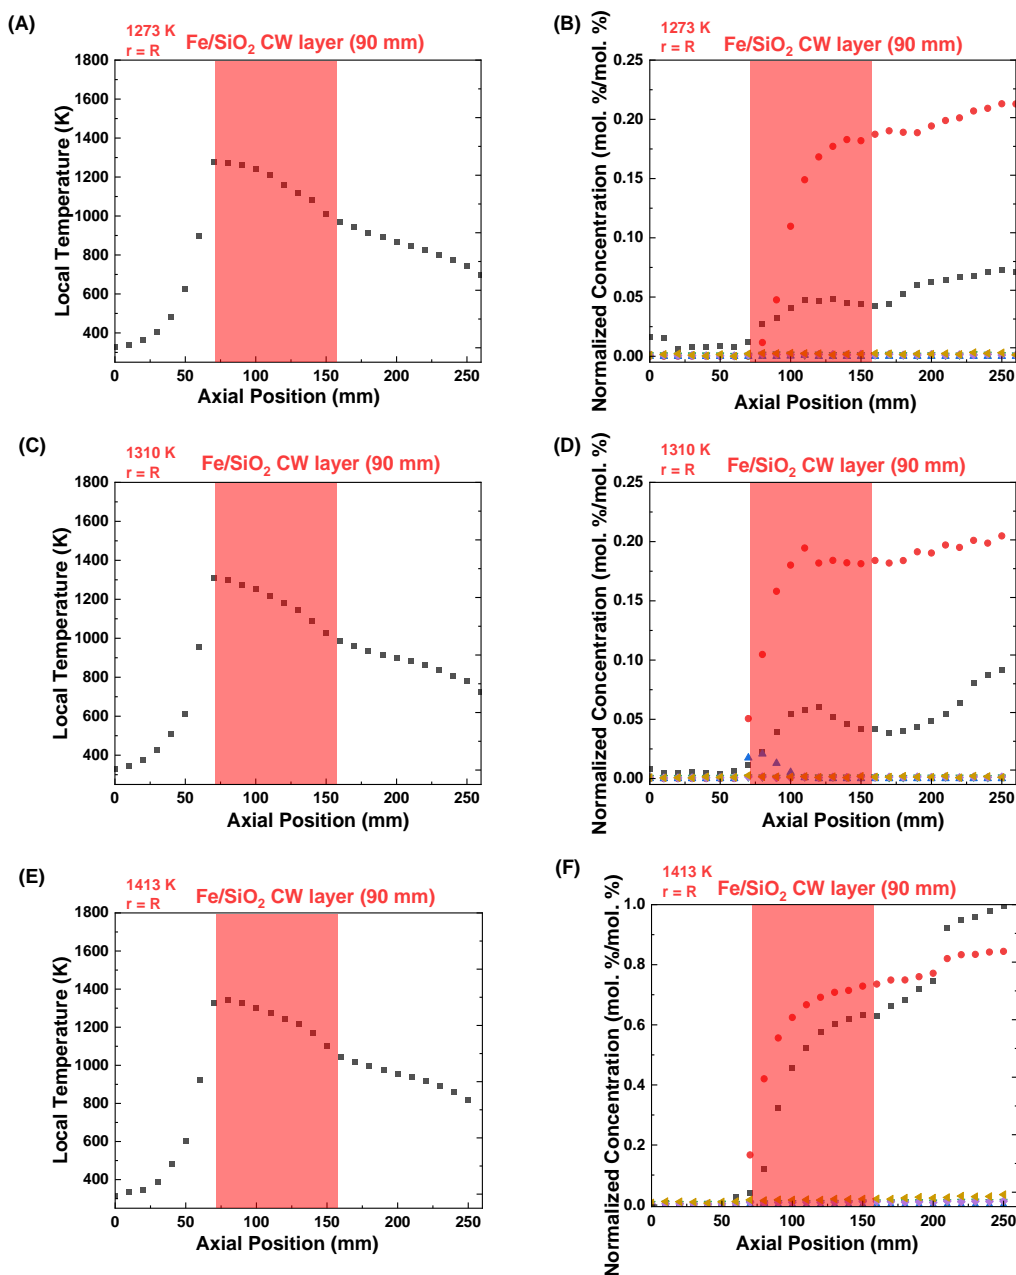 (A)
1273 K
r = R
Fe/SiO₂ CW layer (90 mm)
1800
1600
1400
1200
1000
800
600
400
0 50 100 150 200 250
Local Temperature (K)
Axial Position (mm)
(B)
1273 K
r = R
Fe/SiO₂ CW layer (90 mm)
0.25
0.20
0.15
0.10
0.05
0.00
0 50 100 150 200 250
Normalized Concentration (mol. %/mol. %)
Axial Position (mm)
(C)
1310 K
r = R
Fe/SiO₂ CW layer (90 mm)
1800
1600
1400
1200
1000
800
600
400
0 50 100 150 200 250
Local Temperature (K)
Axial Position (mm)
(D)
1310 K
r = R
Fe/SiO₂ CW layer (90 mm)
0.25
0.20
0.15
0.10
0.05
0.00
0 50 100 150 200 250
Normalized Concentration (mol. %/mol. %)
Axial Position (mm)
(E)
1413 K
r = R
Fe/SiO₂ CW layer (90 mm)
1800
1600
1400
1200
1000
800
600
400
0 50 100 150 200 250
Local Temperature (K)
Axial Position (mm)
(F)
1413 K
r = R
Fe/SiO₂ CW layer (90 mm)
1.0
0.8
0.6
0.4
0.2
0.0
0 50 100 150 200 250
Normalized Concentration (mol. %/mol. %)
Axial Position (mm)